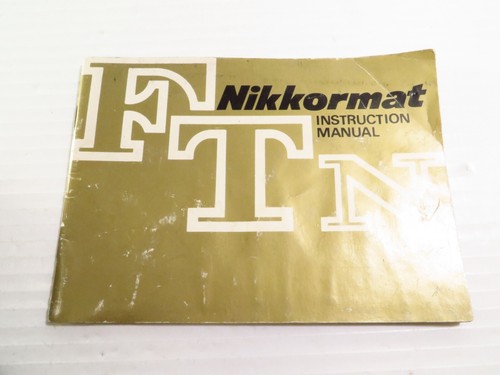 Nikkormat
INSTRUCTION
MANUAL
FTN